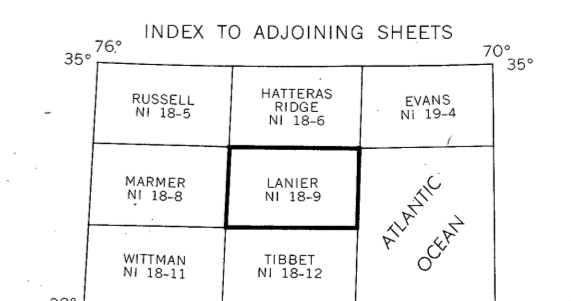 INDEX TO ADJOINING SHEETS
76° 70°
35° 35°
RUSSELL
NI 18-5
HATTERAS
RIDGE
NI 18-6
EVANS
NI 19-4
MARMER
NI 18-8
LANIER
NI 18-9
ATLANTIC
OCEAN
WITTMAN
NI 18-11
TIBBET
NI 18-12